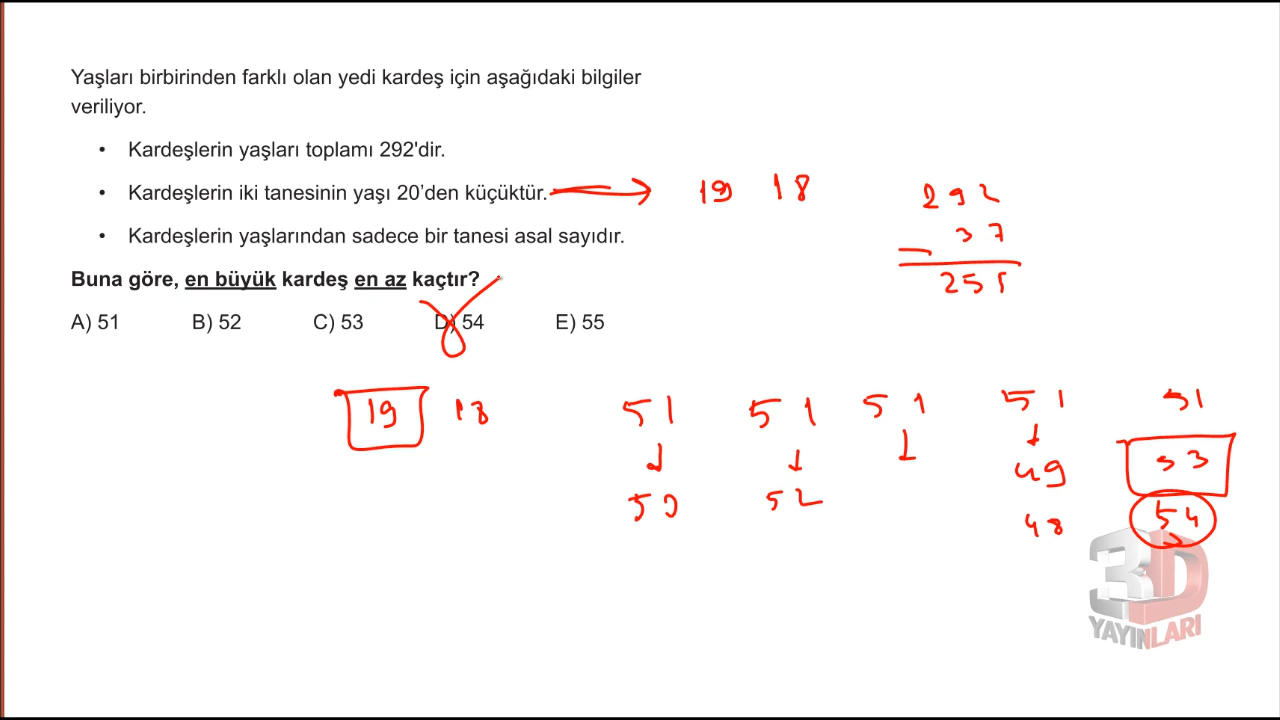 Yaşları birbirinden farklı olan yedi kardeş için aşağıdaki bilgiler
veriliyor.
• Kardeşlerin yaşları toplamı 292'dir.
• Kardeşlerin iki tanesinin yaşı 20'den küçüktür. → 19 18
• Kardeşlerin yaşlarından sadece bir tanesi asal sayıdır.
292
— 37
255
Buna göre, en büyük kardeş en az kaçtır?
A) 51 B) 52 C) 53 D) 54 E) 55
19 18 51 51 51 51 51
50 52 49 53
48 54
3D
YAYINLARI